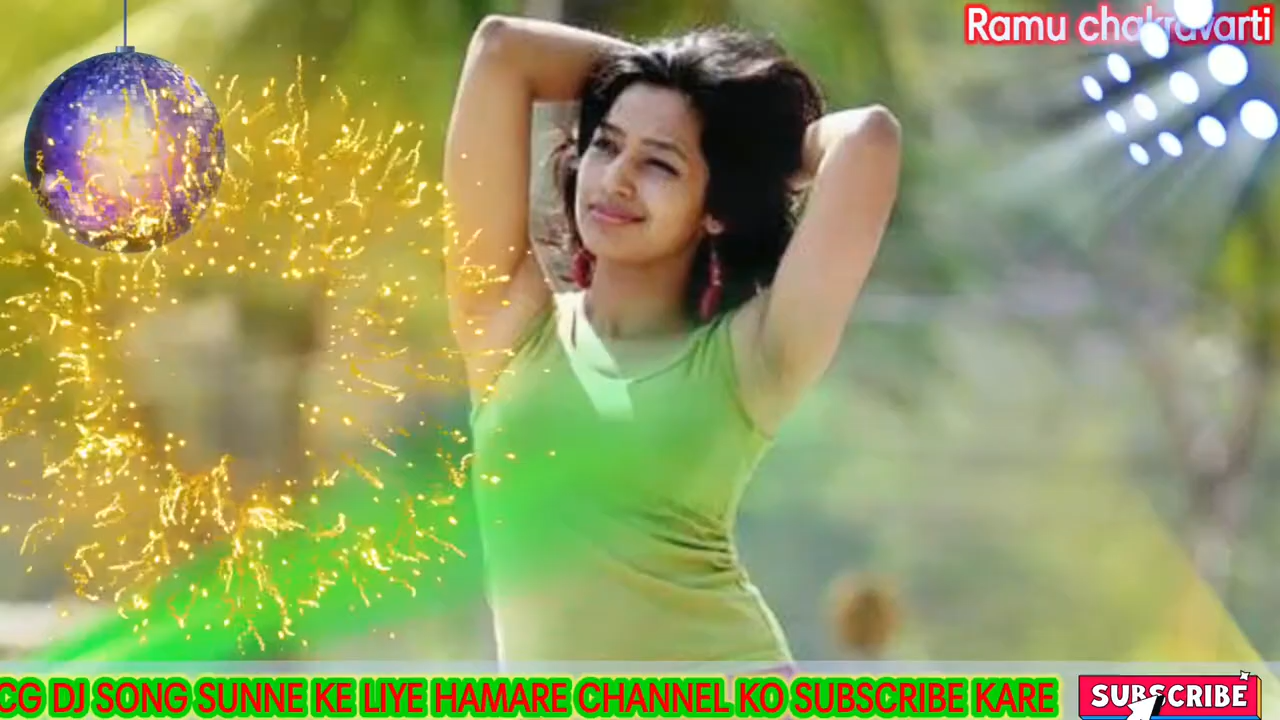 Ramu chakravarti
CG DJ SONG SUNNE KE LIYE HAMARE CHANNEL KO SUBSCRIBE KARE
SUBSCRIBE